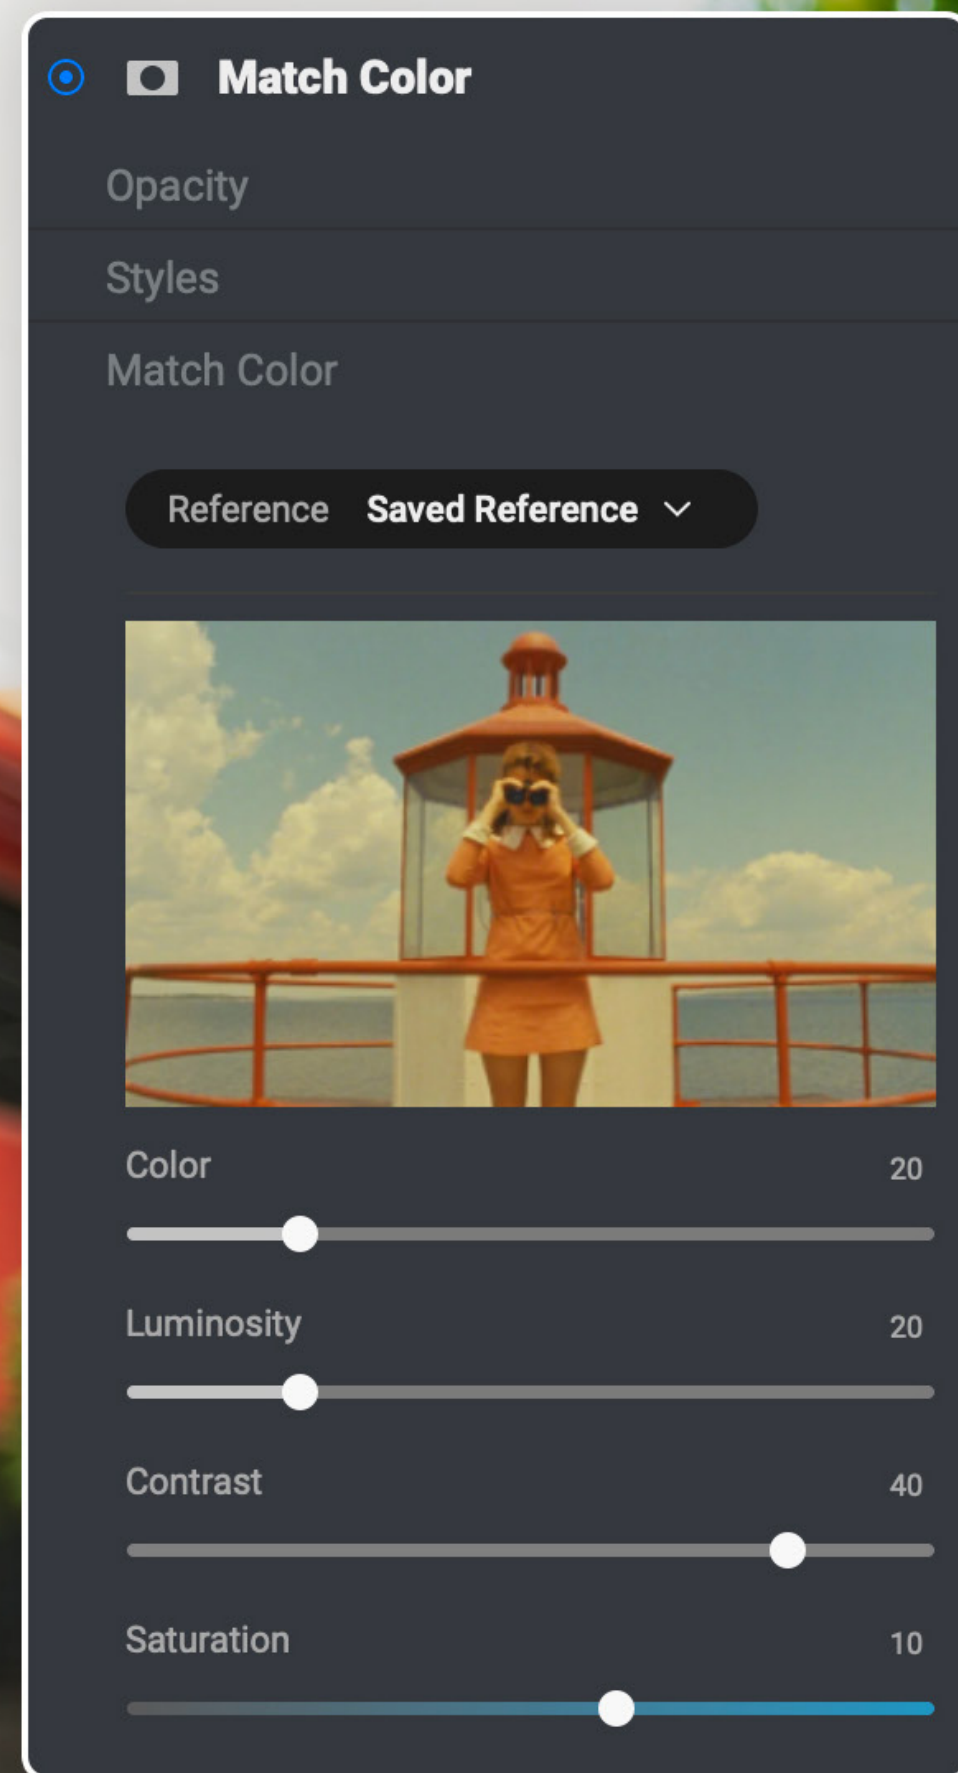 Match Color
Opacity
Styles
Match Color
Reference Saved Reference
Color 20
Luminosity 20
Contrast 40
Saturation 10